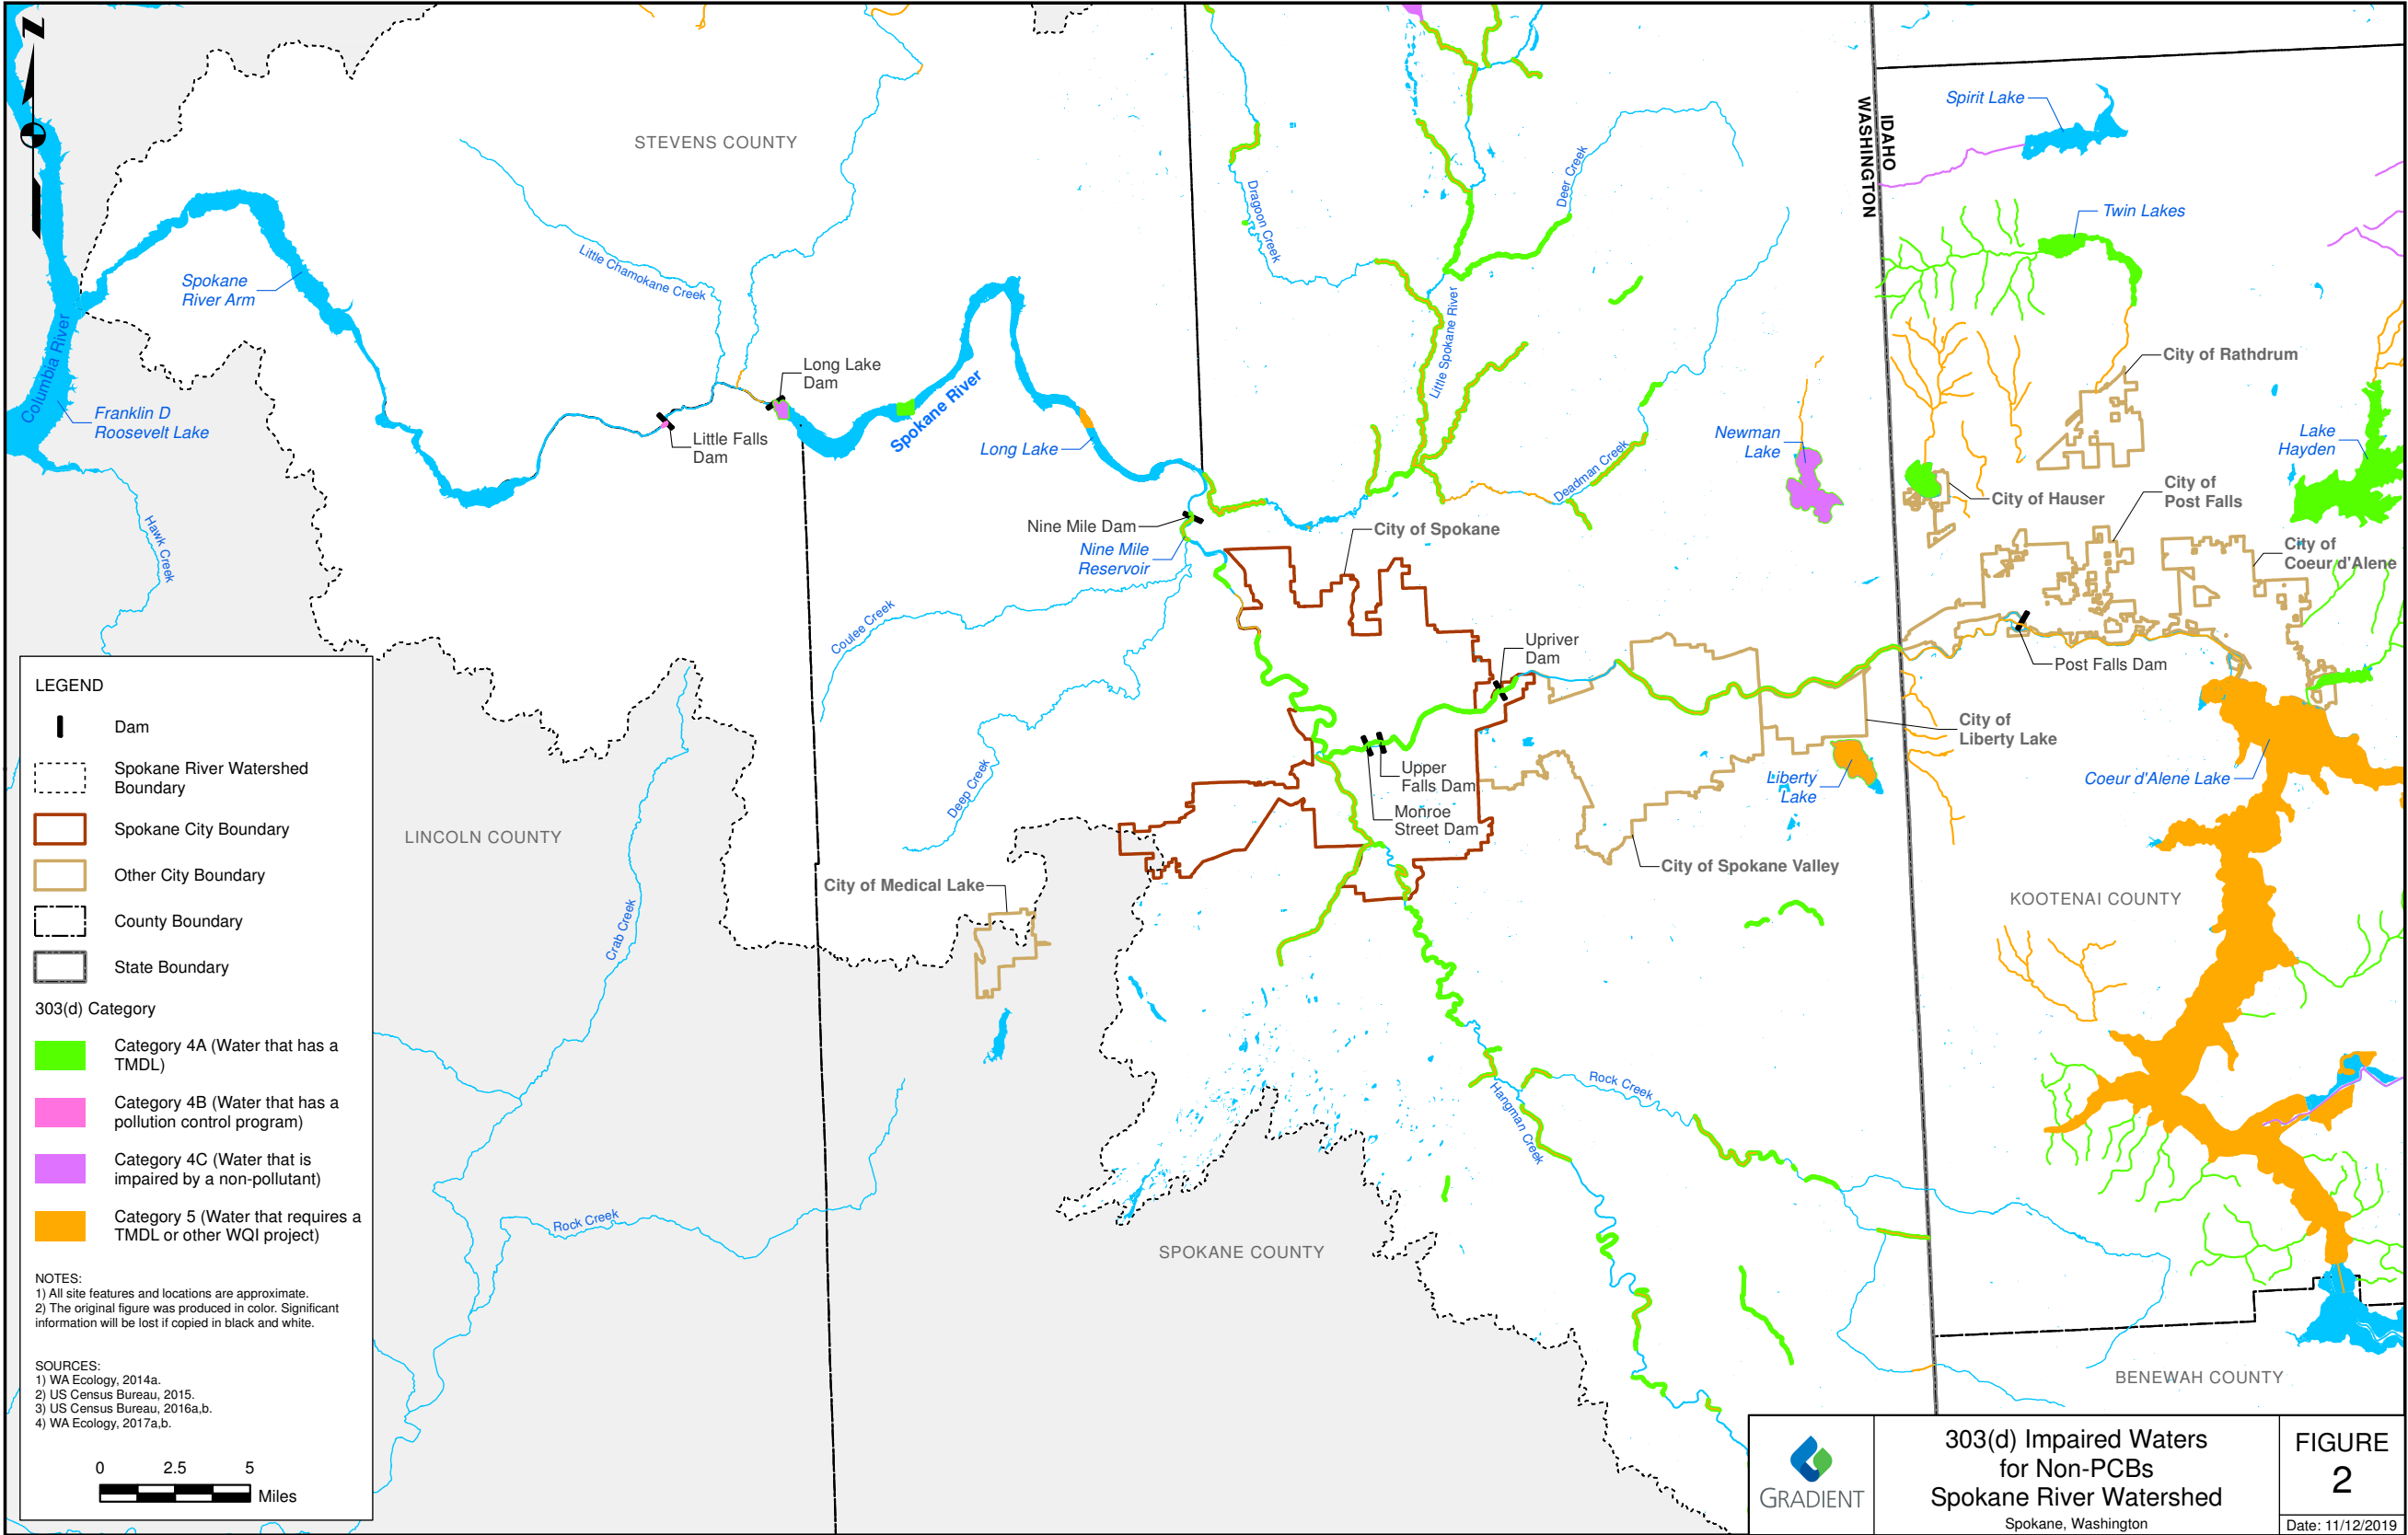 Z
STEVENS COUNTY
IDAHO
WASHINGTON
Spirit Lake
Twin Lakes
Dragoon Creek
Deer Creek
Little Chamokane Creek
Spokane
River Arm
Columbia River
Franklin D
Roosevelt Lake
Little Spokane River
Long Lake
Dam
Little Falls
Dam
Spokane River
Long Lake
City of Rathdrum
Newman
Lake
Lake
Hayden
City of Hauser
City of
Post Falls
City of
Coeur d'Alene
Deadman Creek
Hawk Creek
Nine Mile Dam
Nine Mile
Reservoir
City of Spokane
Coulee Creek
Upriver
Dam
Post Falls Dam
City of
Liberty Lake
Liberty
Lake
Coeur d'Alene Lake
Deep Creek
Upper
Falls Dam
Monroe
Street Dam
City of Spokane Valley
LINCOLN COUNTY
City of Medical Lake
KOOTENAI COUNTY
Crab Creek
Rock Creek
Hangman Creek
Rock Creek
SPOKANE COUNTY
BENEWAH COUNTY
LEGEND
Dam
Spokane River Watershed
Boundary
Spokane City Boundary
Other City Boundary
County Boundary
State Boundary
303(d) Category
Category 4A (Water that has a
TMDL)
Category 4B (Water that has a
pollution control program)
Category 4C (Water that is
impaired by a non-pollutant)
Category 5 (Water that requires a
TMDL or other WQI project)
NOTES:
1) All site features and locations are approximate.
2) The original figure was produced in color. Significant
information will be lost if copied in black and white.
SOURCES:
1) WA Ecology, 2014a.
2) US Census Bureau, 2015.
3) US Census Bureau, 2016a,b.
4) WA Ecology, 2017a,b.
0 2.5 5
Miles
GRADIENT
303(d) Impaired Waters
for Non-PCBs
Spokane River Watershed
Spokane, Washington
FIGURE
2
Date: 11/12/2019